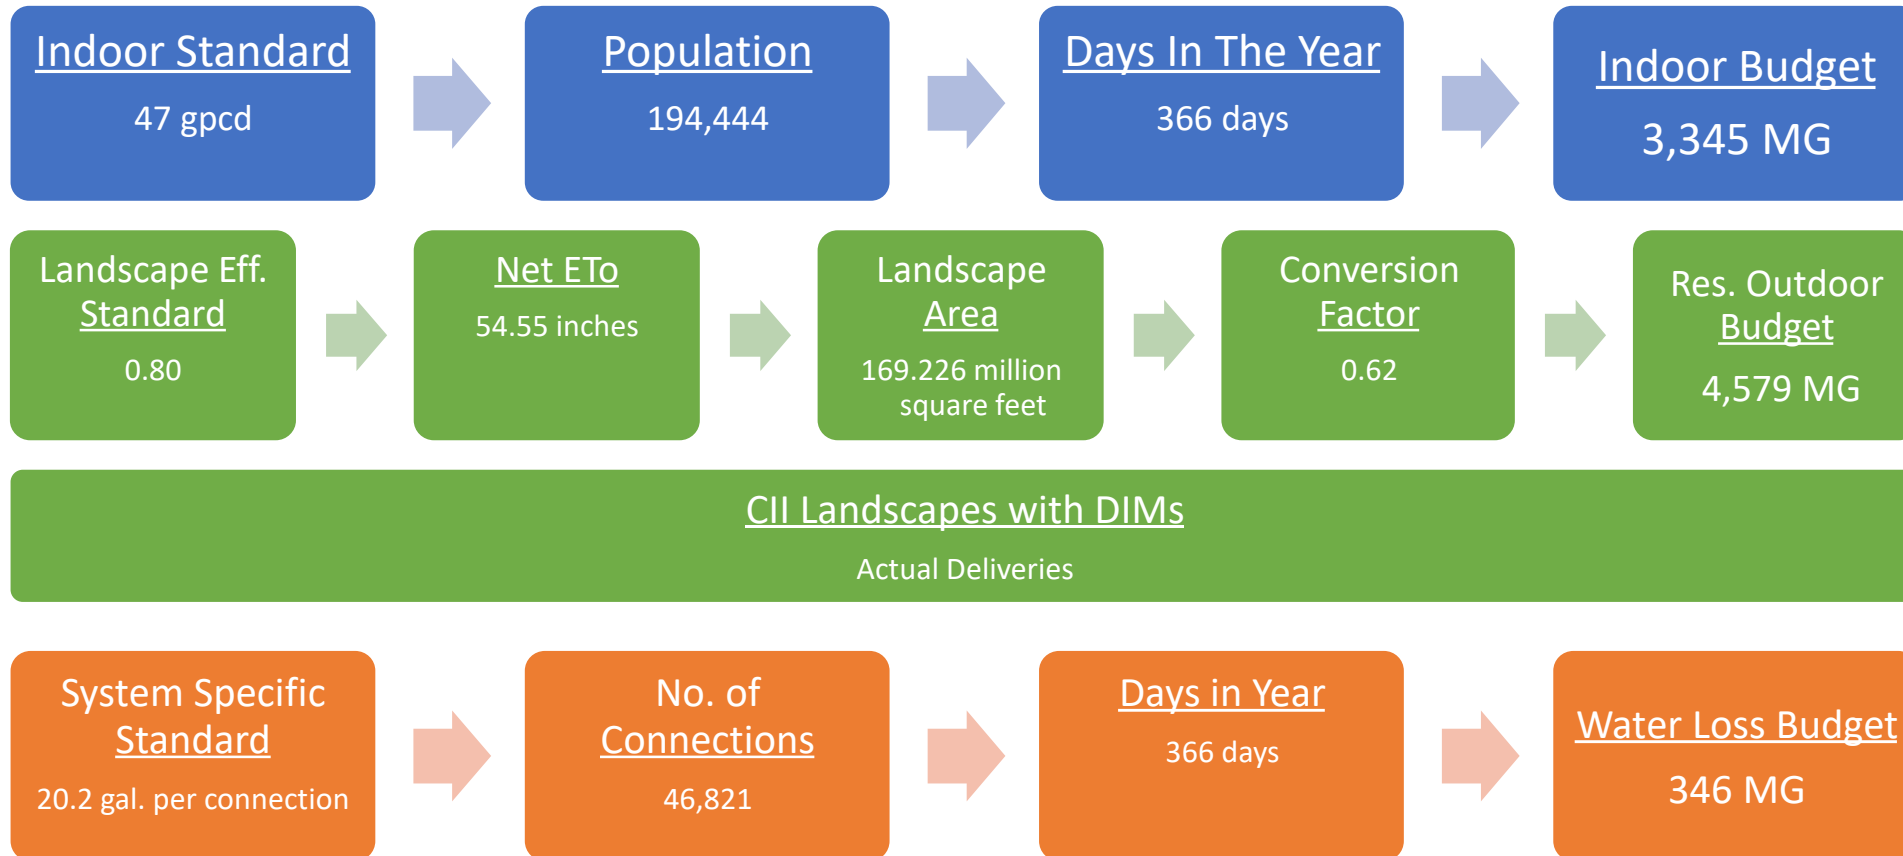 Indoor Standard
47 gpcd
Population
194,444
Days In The Year
366 days
Indoor Budget
3,345 MG
Landscape Eff.
Standard
0.80
Net ETo
54.55 inches
Landscape
Area
169.226 million
square feet
Conversion
Factor
0.62
Res. Outdoor
Budget
4,579 MG
CII Landscapes with DIMs
Actual Deliveries
System Specific
Standard
20.2 gal. per connection
No. of
Connections
46,821
Days in Year
366 days
Water Loss Budget
346 MG